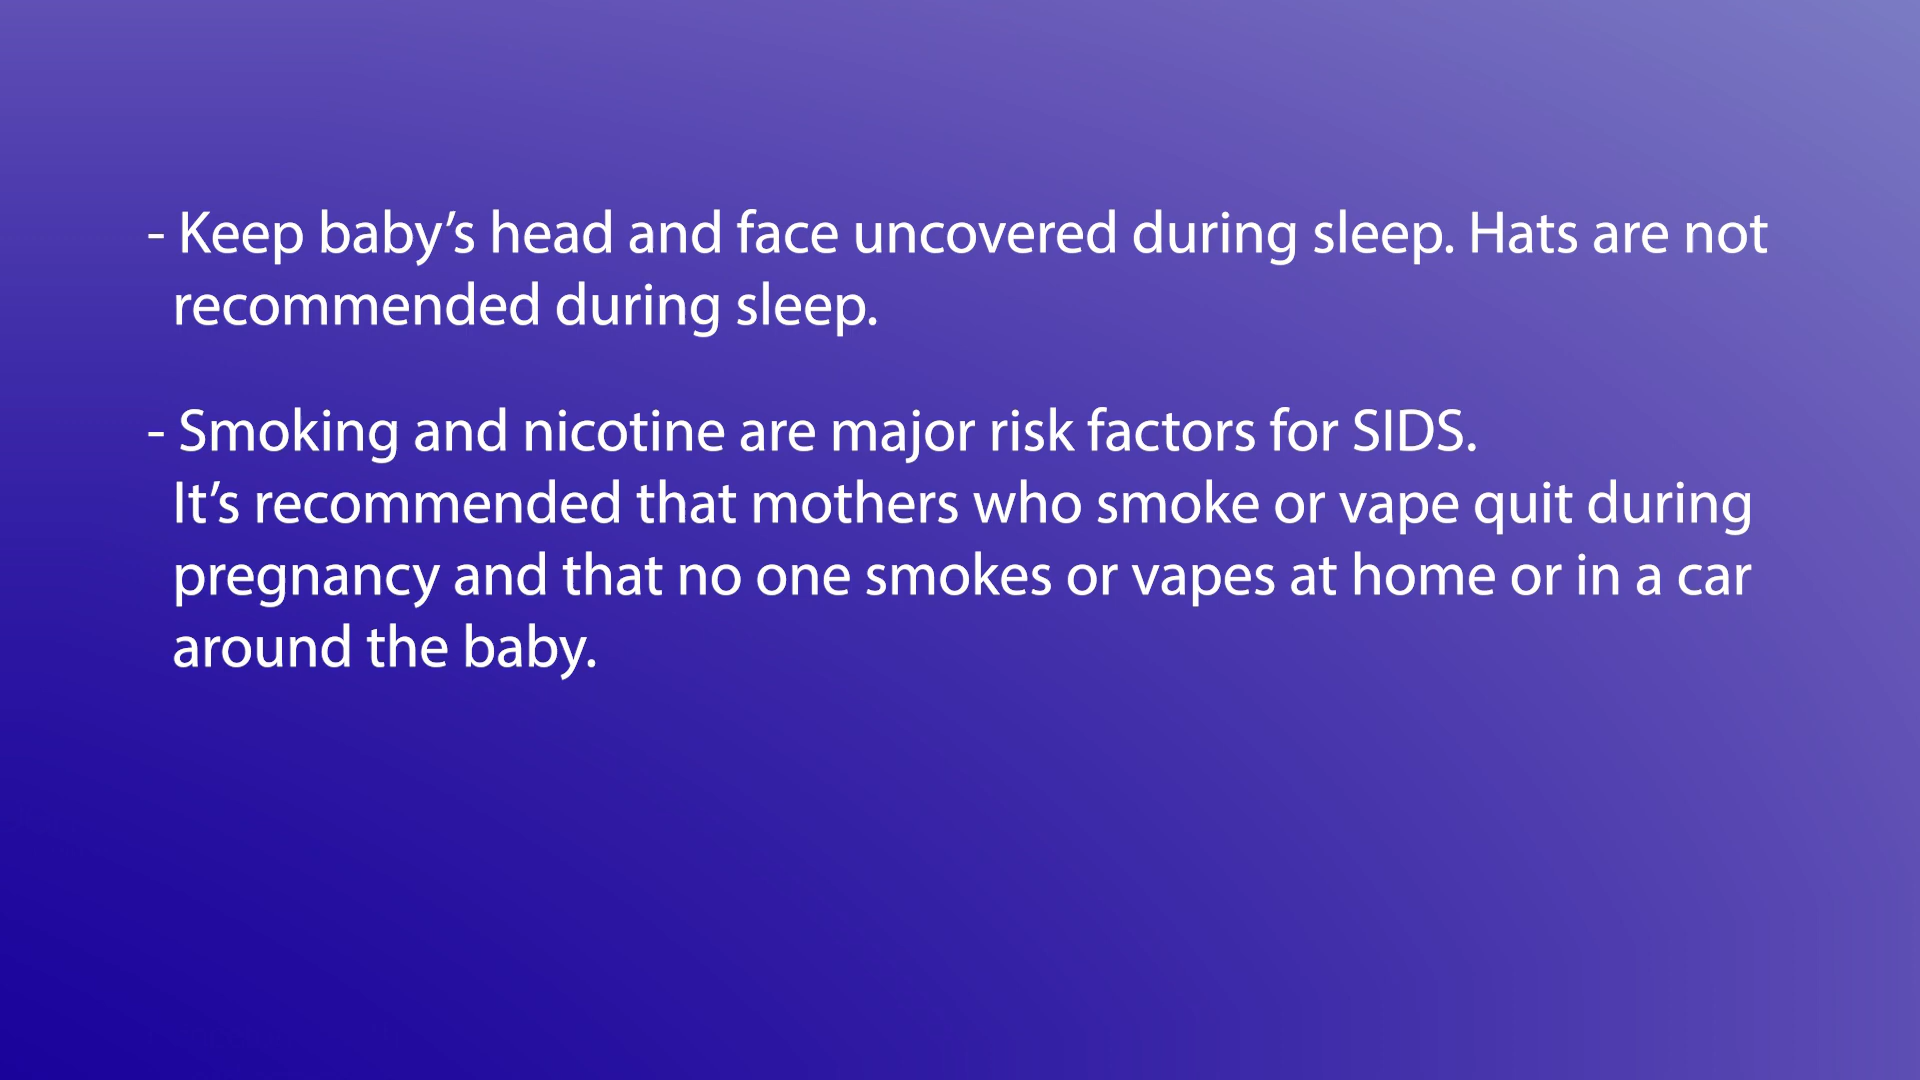 - Keep baby’s head and face uncovered during sleep. Hats are not
recommended during sleep.
- Smoking and nicotine are major risk factors for SIDS.
It’s recommended that mothers who smoke or vape quit during
pregnancy and that no one smokes or vapes at home or in a car
around the baby.